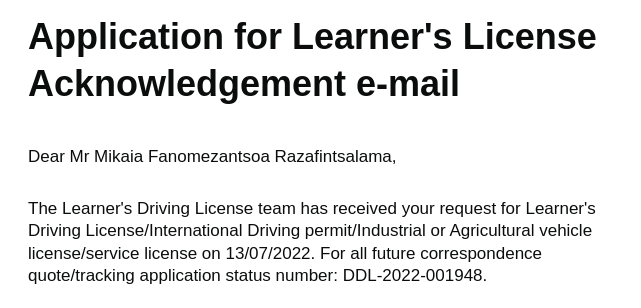 Application for Learner's License
Acknowledgement e-mail
Dear Mr Mikaia Fanomezantsoa Razafintsalama,
The Learner's Driving License team has received your request for Learner's
Driving License/International Driving permit/Industrial or Agricultural vehicle
license/service license on 13/07/2022. For all future correspondence
quote/tracking application status number: DDL-2022-001948.